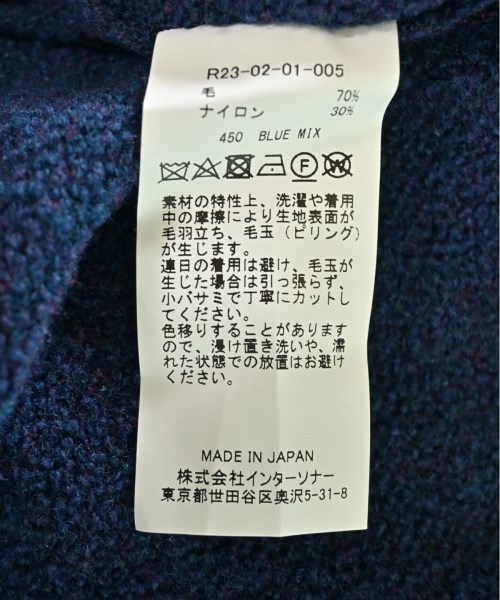 R23-02-01-005
毛 70%
ナイロン 30%
450 BLUE MIX
F W
素材の特性上、洗濯や着用
中の摩擦により生地表面が
毛羽立ち、毛玉（ピリング）
が生じます。
連日の着用は避け、毛玉が
生じた場合は引っ張らず、
小バサミで丁寧にカットし
てください。
色移りすることがあります
ので、浸け置き洗いや、濡
れた状態での放置はお避け
ください。
MADE IN JAPAN
株式会社インターソナー
東京都世田谷区奥沢5-31-8